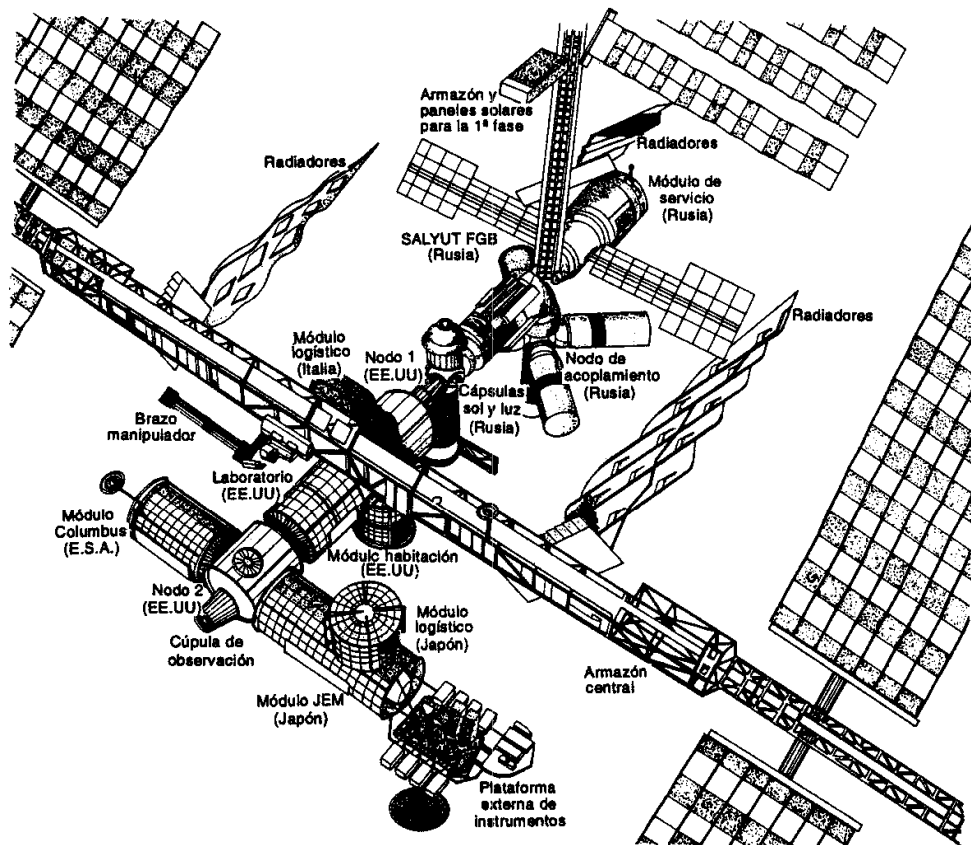 Armazón y
paneles solares
para la 1ª fase
Radiadores
Radiadores
Módulo de
servicio
(Rusia)
SALYUT FGB
(Rusia)
Radiadores
Módulo
logístico
(Italia)
Nodo 1
(EE.UU)
Nodo de
acoplamiento
(Rusia)
Cápsulas
sol y luz
(Rusia)
Brazo
manipulador
Laboratorio
(EE.UU)
Módulo
Columbus
(E.S.A.)
Módulo habitación
(EE.UU)
Nodo 2
(EE.UU)
Módulo
logístico
(Japón)
Cúpula de
observación
Armazón
central
Módulo JEM
(Japón)
Plataforma
externa de
instrumentos